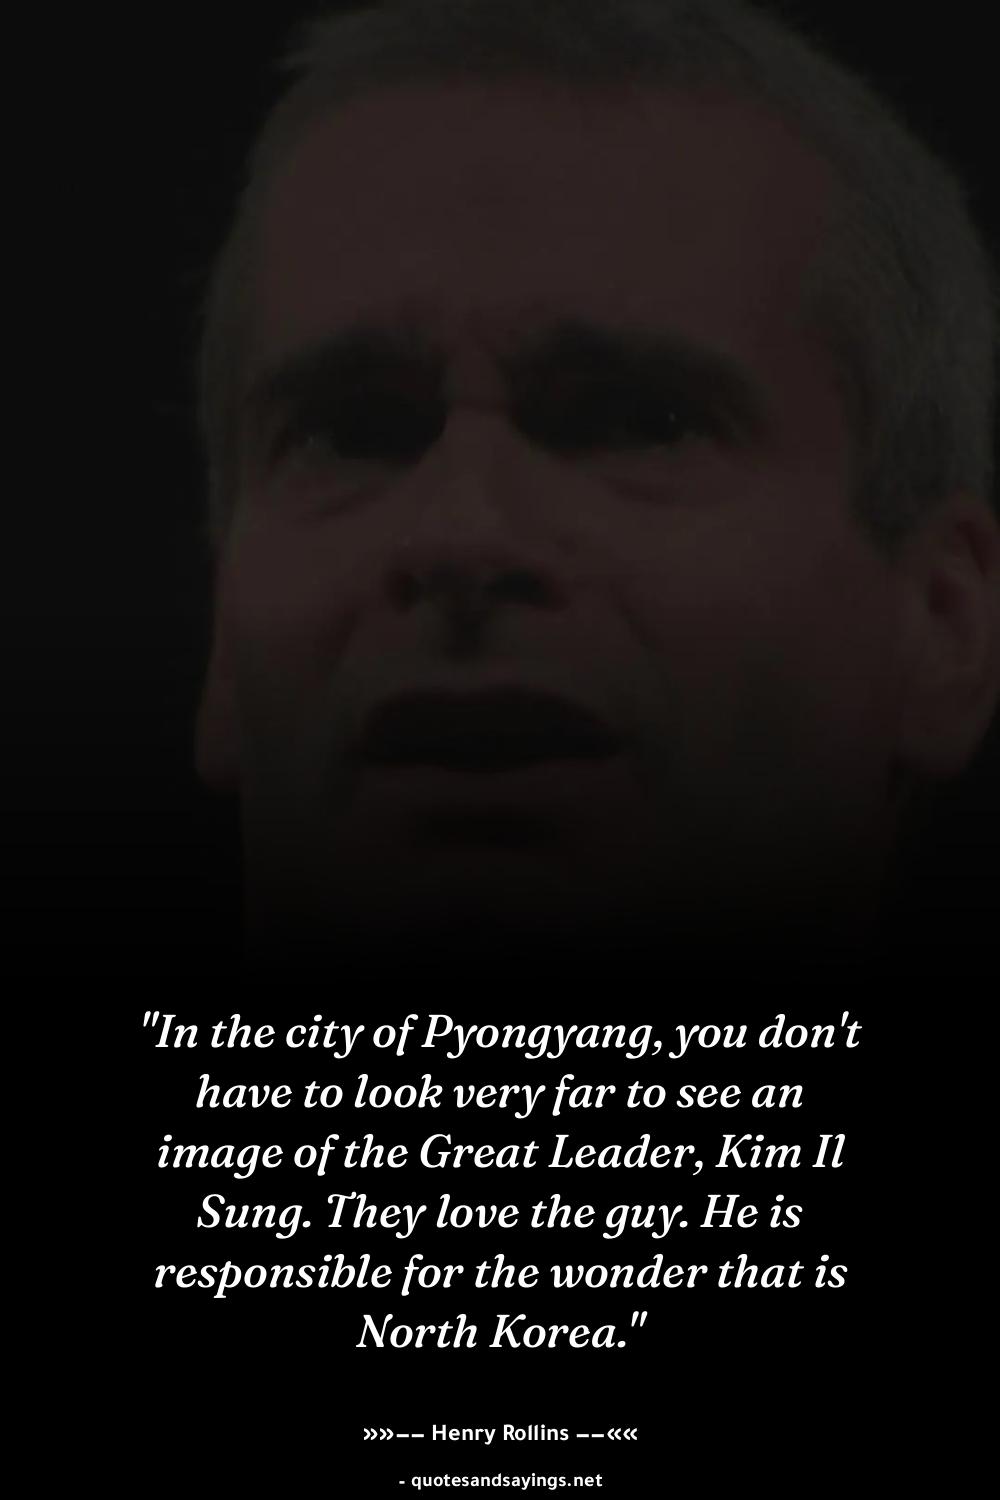 "In the city of Pyongyang, you don't
have to look very far to see an
image of the Great Leader, Kim Il
Sung. They love the guy. He is
responsible for the wonder that is
North Korea."
»»–– Henry Rollins ––««
- quotesandsayings.net